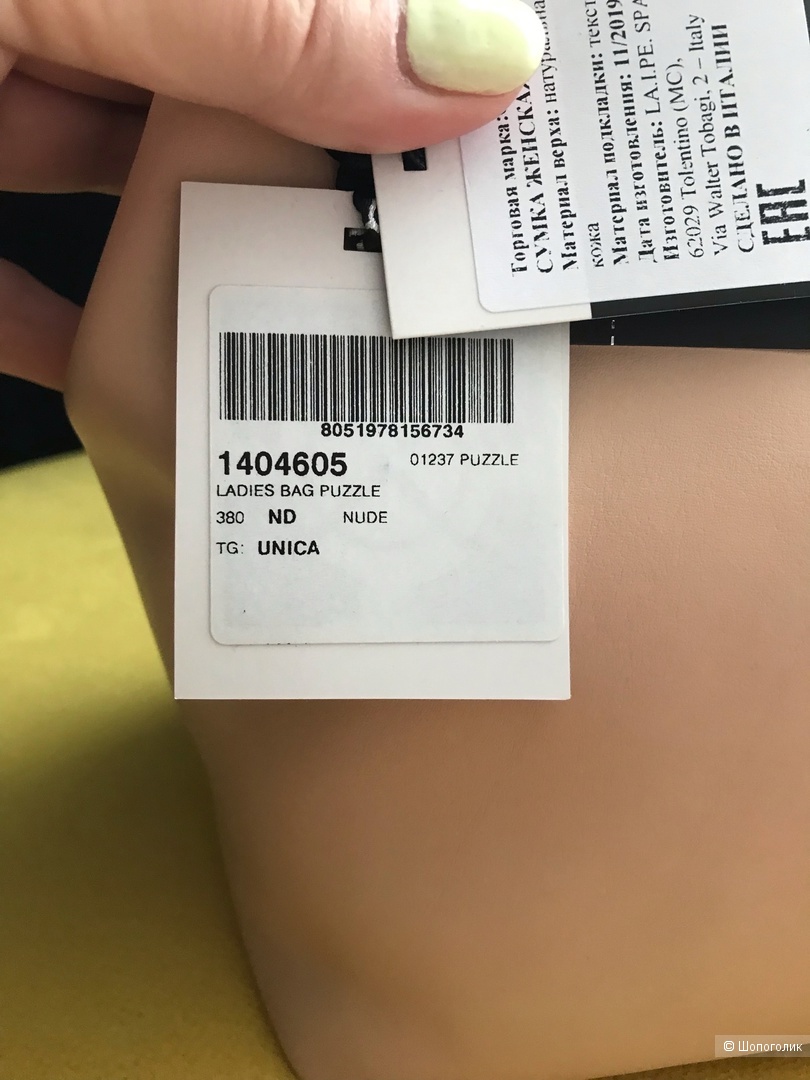 Торговая марка:
СУМКА ЖЕНСКАЯ
Материал верха: натуральная
кожа
Материал подкладки: текст
Дата изготовления: 11/2019
Изготовитель: LA.I.PE. SPA
62029 Tolentino (MC),
Via Walter Tobagi, 2 – Italy
СДЕЛАНО В ИТАЛИИ
EAC
8051978156734
1404605 01237 PUZZLE
LADIES BAG PUZZLE
380 ND NUDE
TG: UNICA
© Шопоголик